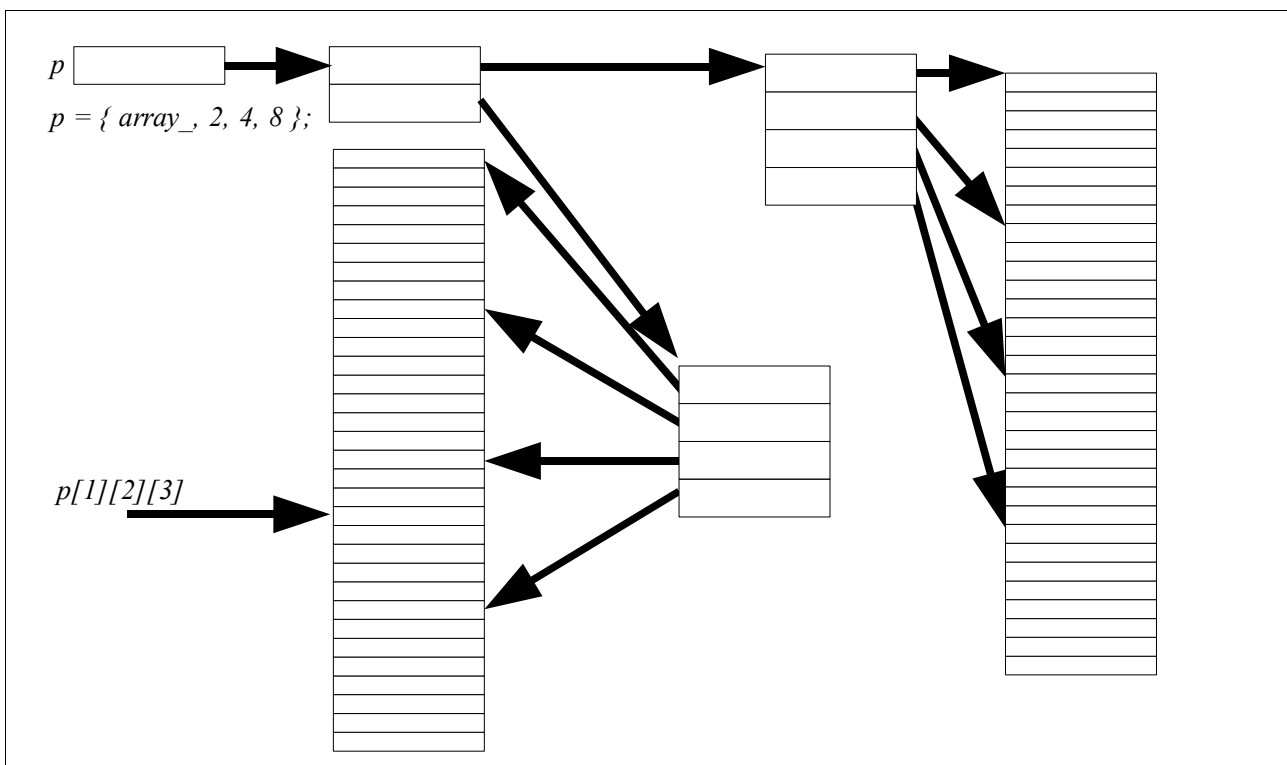 p
p = { array_, 2, 4, 8 };
p[1][2][3]